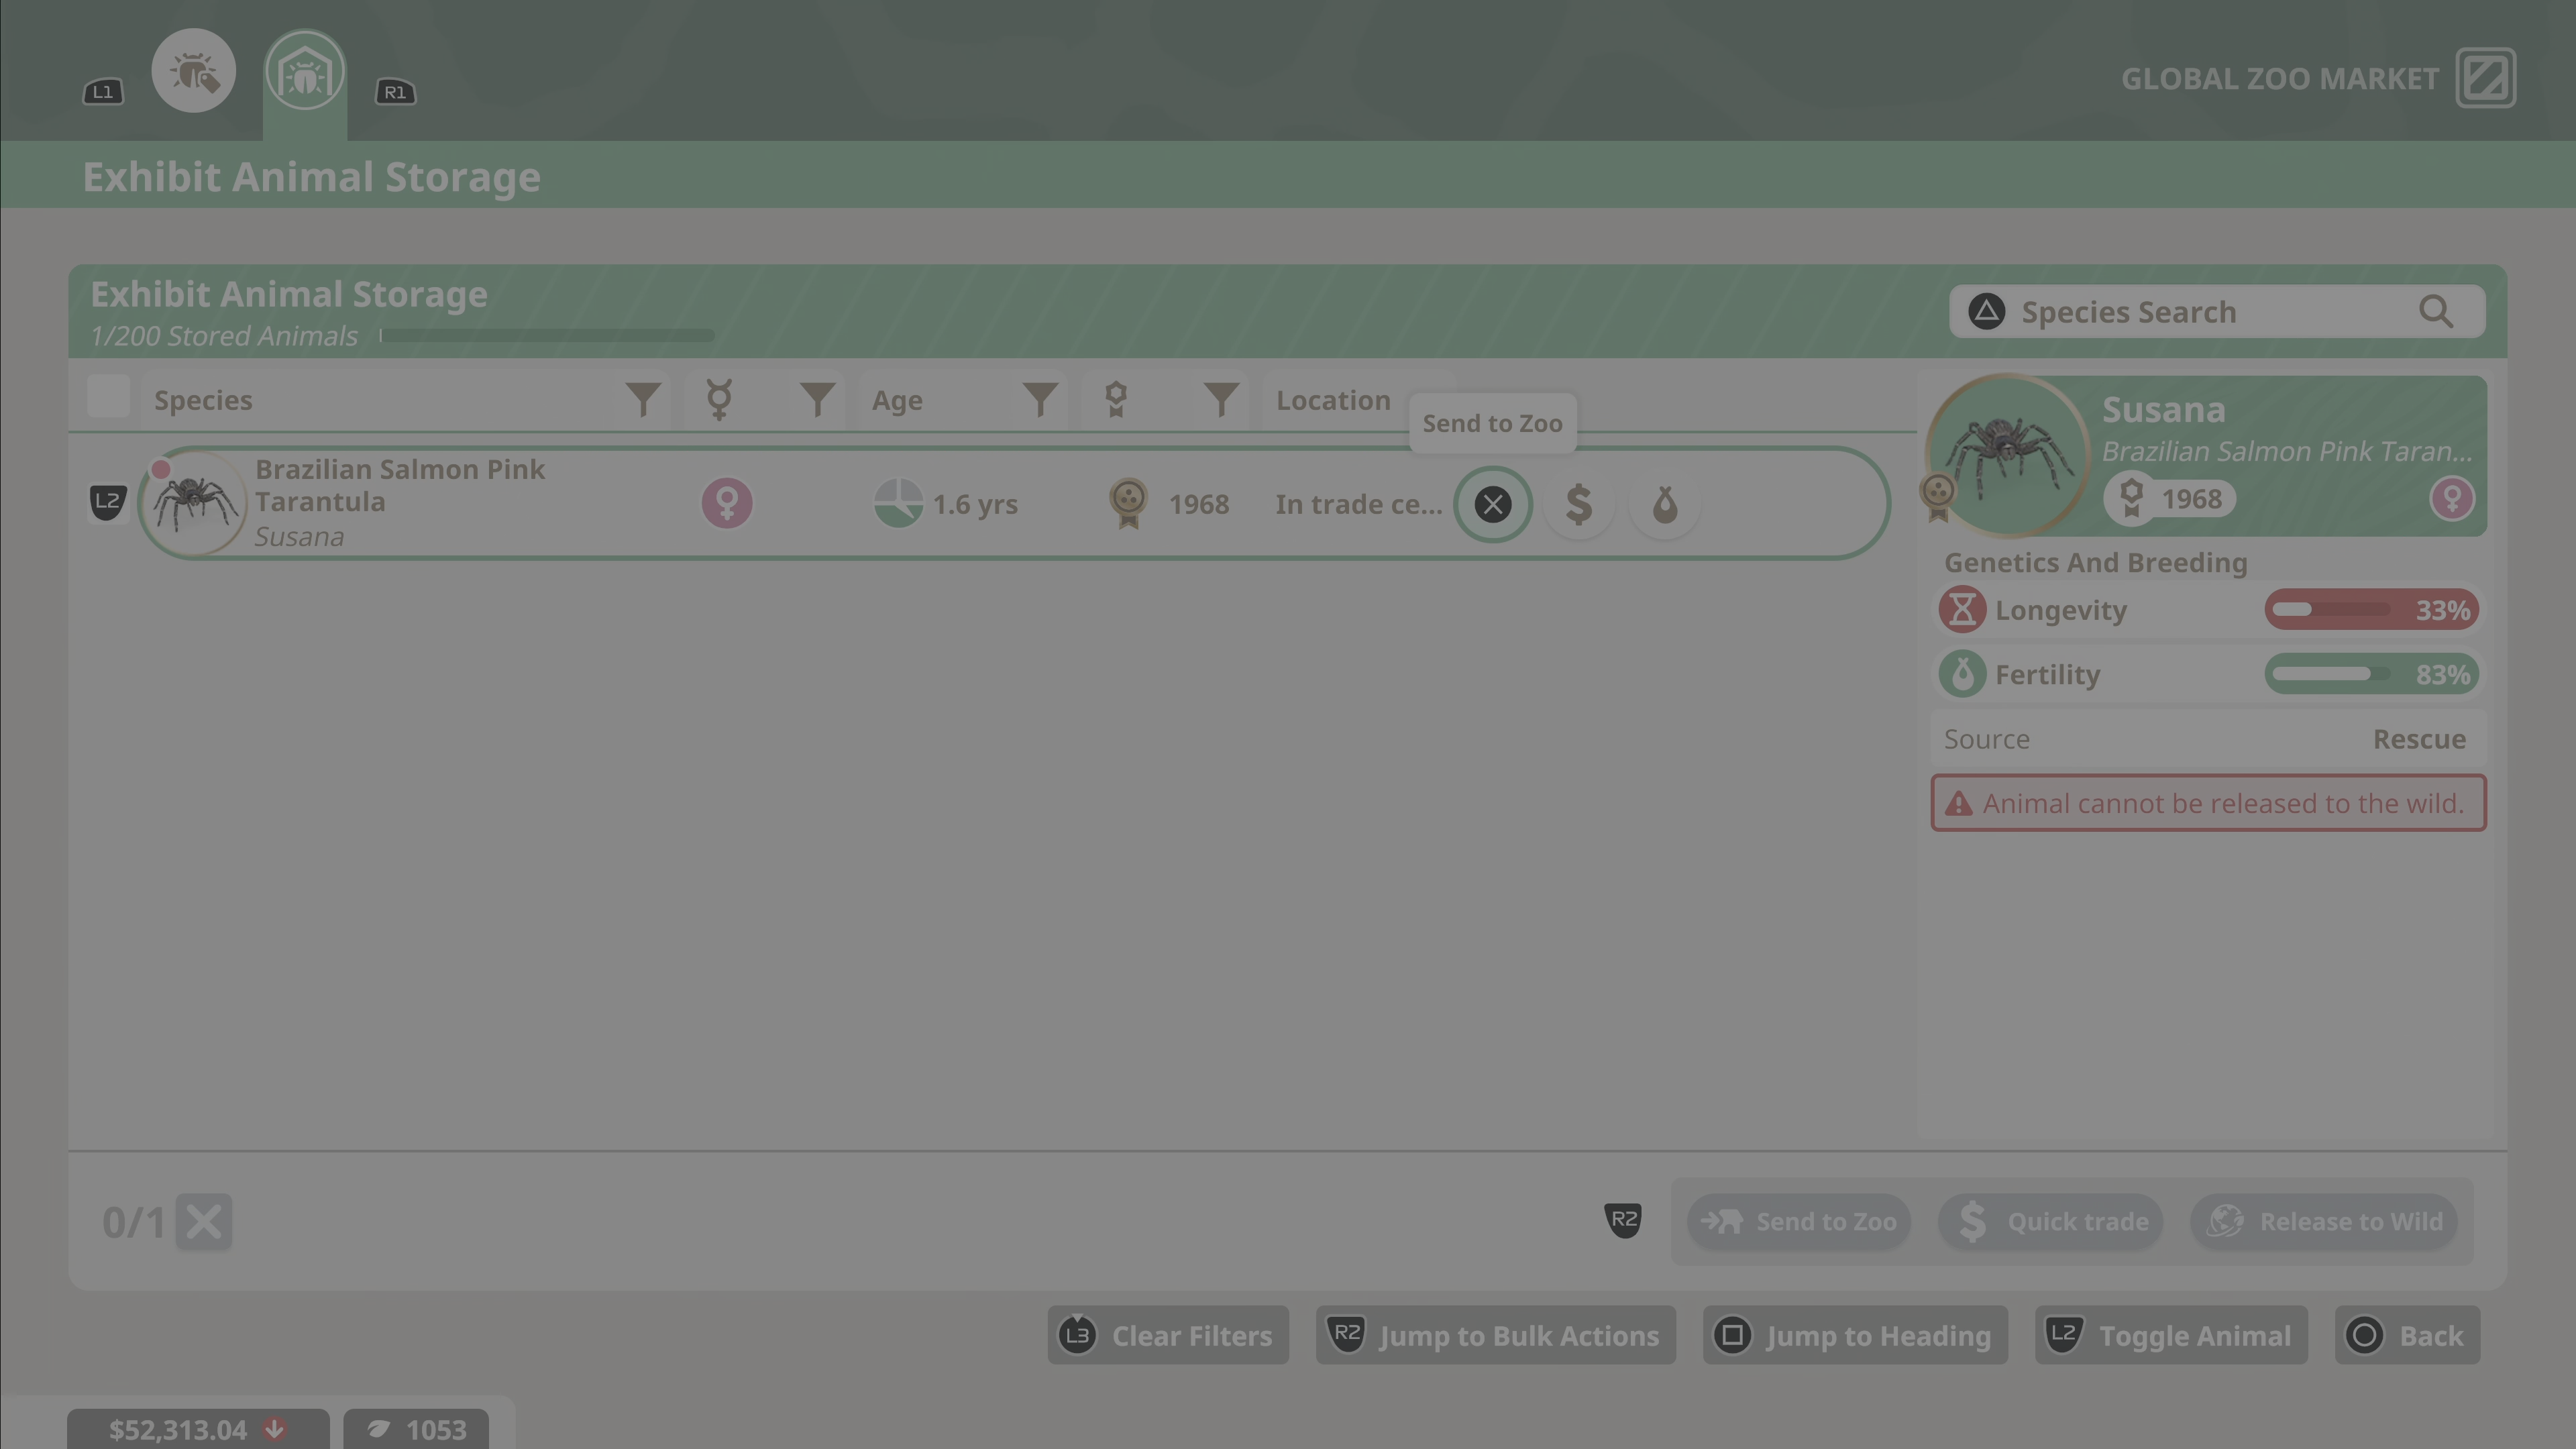 L1
R1
GLOBAL ZOO MARKET
Exhibit Animal Storage
Exhibit Animal Storage
1/200 Stored Animals
Species Search
Species
Age
Location
Send to Zoo
L2
Brazilian Salmon Pink
Tarantula
Susana
1.6 yrs
1968
In trade ce...
$
Susana
Brazilian Salmon Pink Taran...
1968
Genetics And Breeding
Longevity
33%
Fertility
83%
Source
Rescue
Animal cannot be released to the wild.
0/1
R2
Send to Zoo
$ Quick trade
Release to Wild
L3 Clear Filters
R2 Jump to Bulk Actions
Jump to Heading
L2 Toggle Animal
Back
$52,313.04
1053